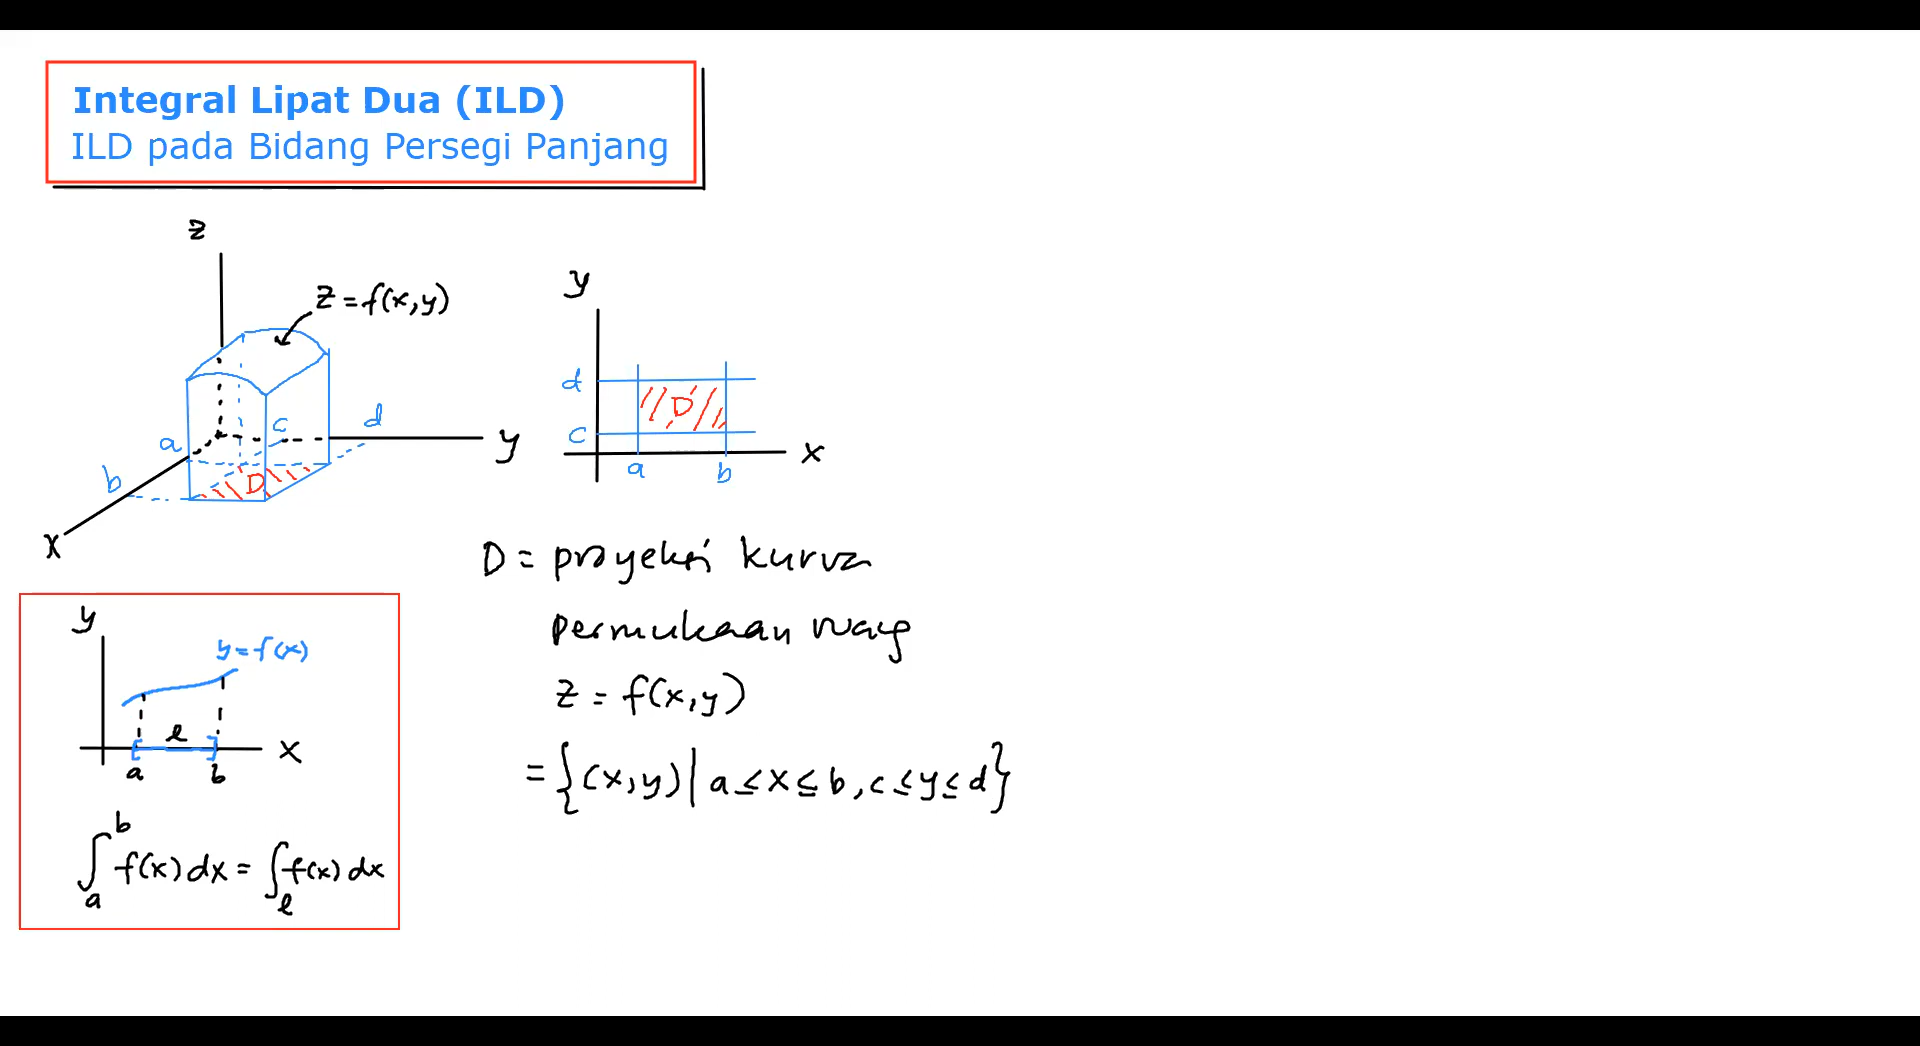 Integral Lipat Dua (ILD)
ILD pada Bidang Persegi Panjang
z
z = f(x,y)
a
b
c
d
D
y
x
y
d
c
D
a
b
x
D = proyeksi kurva
permukaan ruang
z = f(x,y)
= {(x,y) | a ≤ x ≤ b, c ≤ y ≤ d}
y
y = f(x)
l
a
b
x
∫_a^b f(x) dx = ∫_l f(x) dx